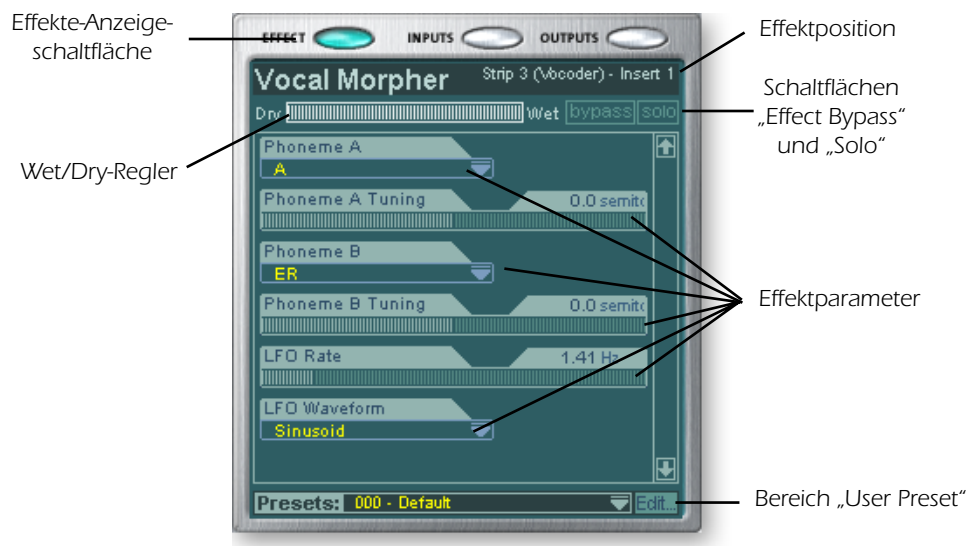 Effekte-Anzeige-
schaltfläche
EFFECT
INPUTS
OUTPUTS
Effektposition
Vocal Morpher
Strip 3 (Vocoder) - Insert 1
Dry
Wet
bypass
solo
Schaltflächen
„Effect Bypass“
und „Solo“
Wet/Dry-Regler
Phoneme A
A
Phoneme A Tuning
0.0 semito
Phoneme B
ER
Phoneme B Tuning
0.0 semito
Effektparameter
LFO Rate
1.41 Hz
LFO Waveform
Sinusoid
Presets:
000 - Default
Edit...
Bereich „User Preset“